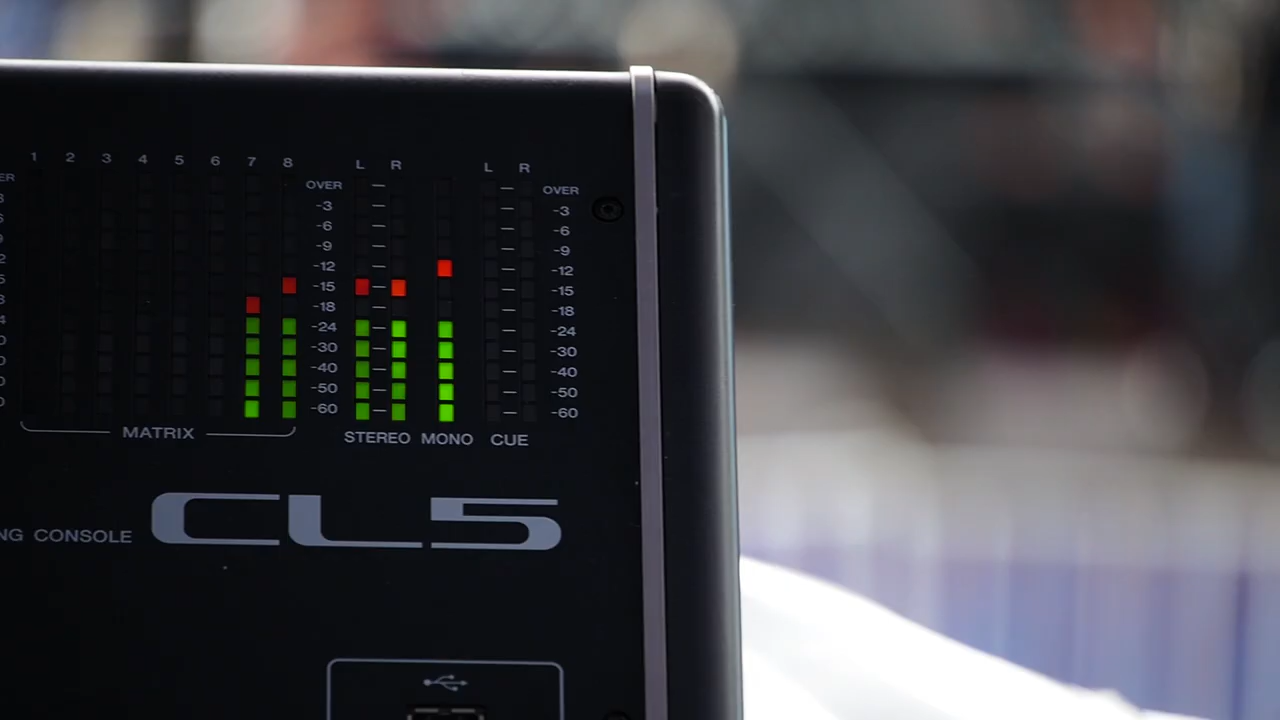 1 2 3 4 5 6 7 8 L R L R
OVER OVER
-3 -3
-6 -6
-9 -9
-12 -12
-15 -15
-18 -18
-24 -24
-30 -30
-40 -40
-50 -50
-60 -60
MATRIX STEREO MONO CUE
NG CONSOLE CL5